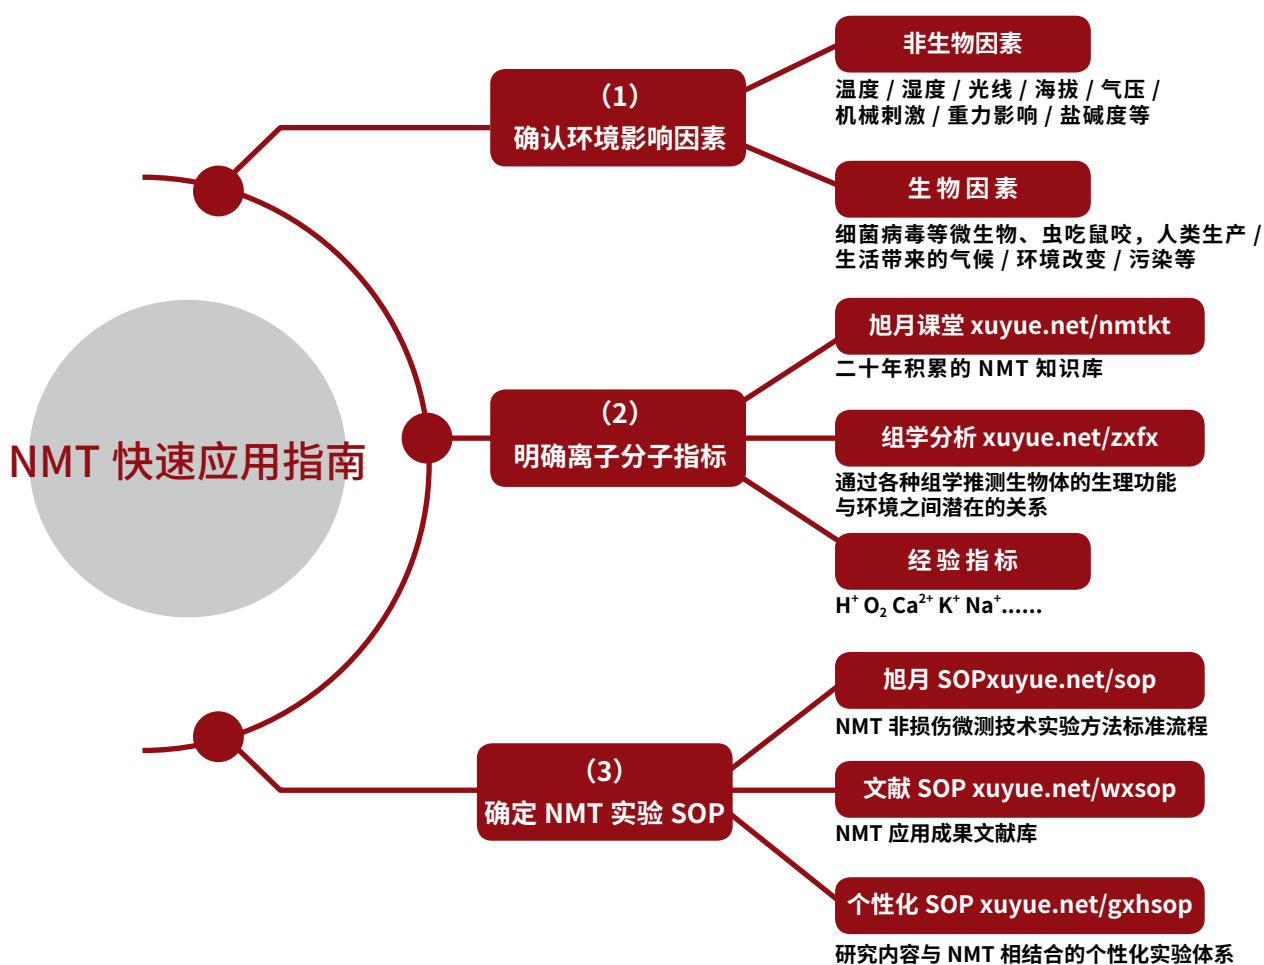 NMT 快速应用指南
（1）
确认环境影响因素
非生物因素
温度 / 湿度 / 光线 / 海拔 / 气压 /
机械刺激 / 重力影响 / 盐碱度等
生物因素
细菌病毒等微生物、虫吃鼠咬，人类生产 /
生活带来的气候 / 环境改变 / 污染等
（2）
明确离子分子指标
旭月课堂 xuyue.net/nmtkt
二十年积累的 NMT 知识库
组学分析 xuyue.net/zxfx
通过各种组学推测生物体的生理功能
与环境之间潜在的关系
经验指标
H⁺ O₂ Ca²⁺ K⁺ Na⁺......
（3）
确定 NMT 实验 SOP
旭月 SOPxuyue.net/sop
NMT 非损伤微测技术实验方法标准流程
文献 SOP xuyue.net/wxsop
NMT 应用成果文献库
个性化 SOP xuyue.net/gxhsop
研究内容与 NMT 相结合的个性化实验体系